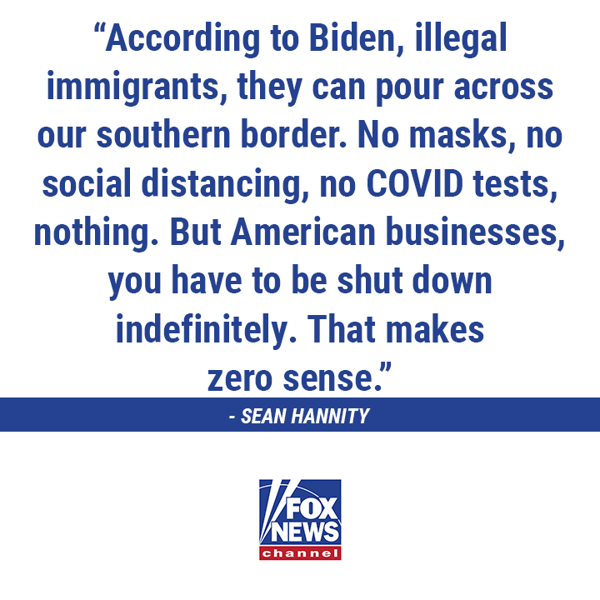 “According to Biden, illegal
immigrants, they can pour across
our southern border. No masks, no
social distancing, no COVID tests,
nothing. But American businesses,
you have to be shut down
indefinitely. That makes
zero sense.”
- SEAN HANNITY
FOX
NEWS
channel